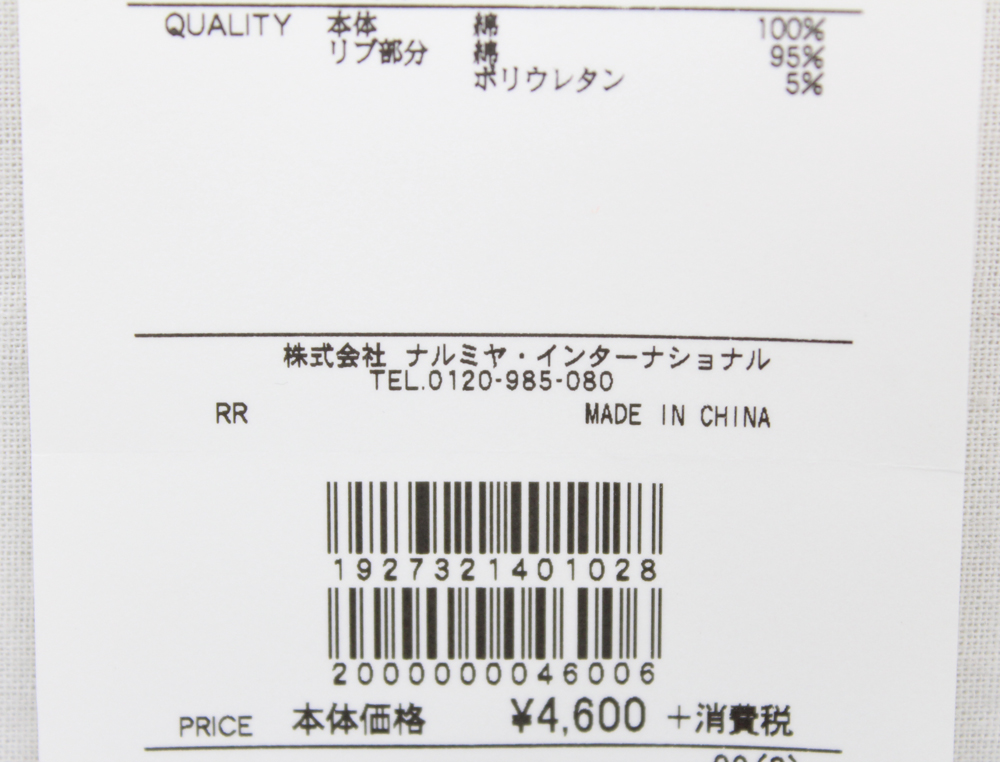 QUALITY 本体 綿 100%
リブ部分 綿 95%
ポリウレタン 5%
株式会社 ナルミヤ・インターナショナル
TEL.0120-985-080
RR MADE IN CHINA
1927321401028
2000000046006
PRICE 本体価格 ¥4,600 +消費税